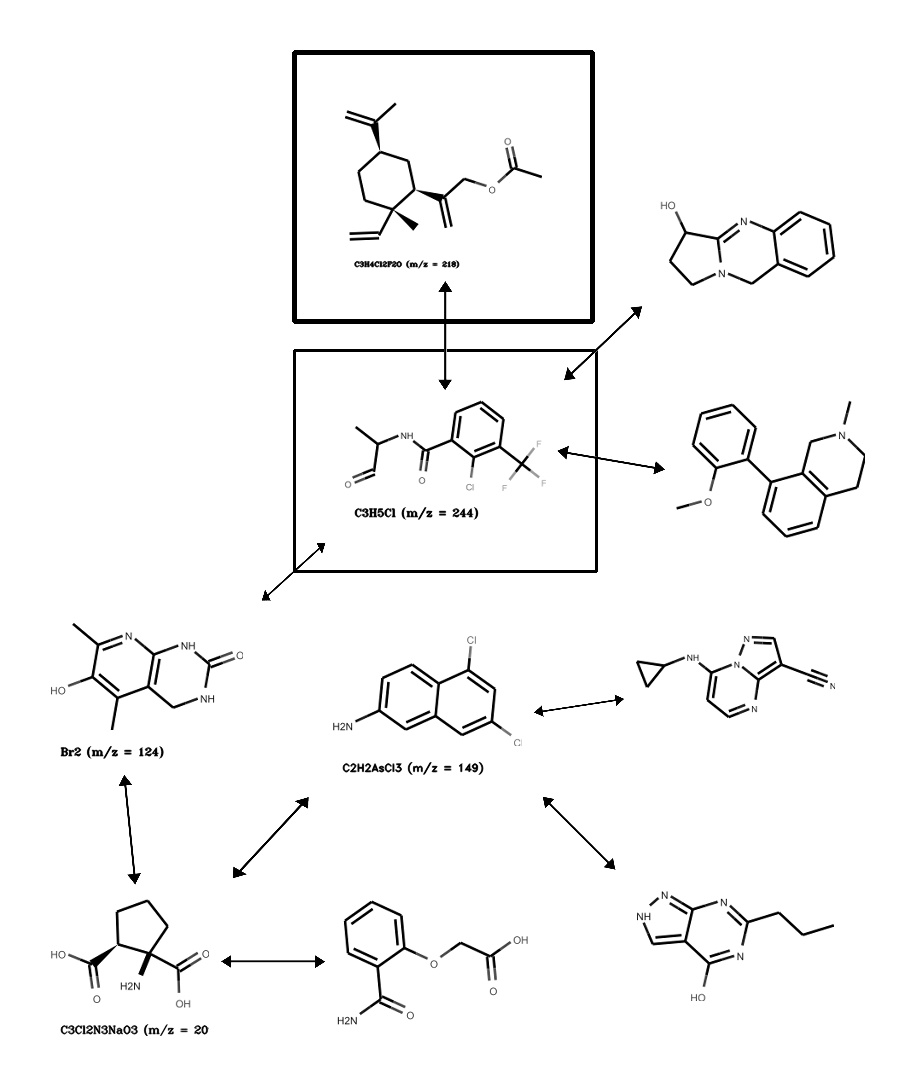 O
O
C3H4Cl2F2O (m/z = 218)
HO
N
N
NH
O
O
Cl
F
F
F
C3H5Cl (m/z = 244)
N
O
N
NH
O
HO
NH
Br2 (m/z = 124)
Cl
H2N
Cl
C2H2AsCl3 (m/z = 149)
NH
N
N
N
N
HO
O
O
H2N
OH
C3Cl2N3NaO3 (m/z = 20
O
OH
O
O
H2N
N
NH
N
N
HO